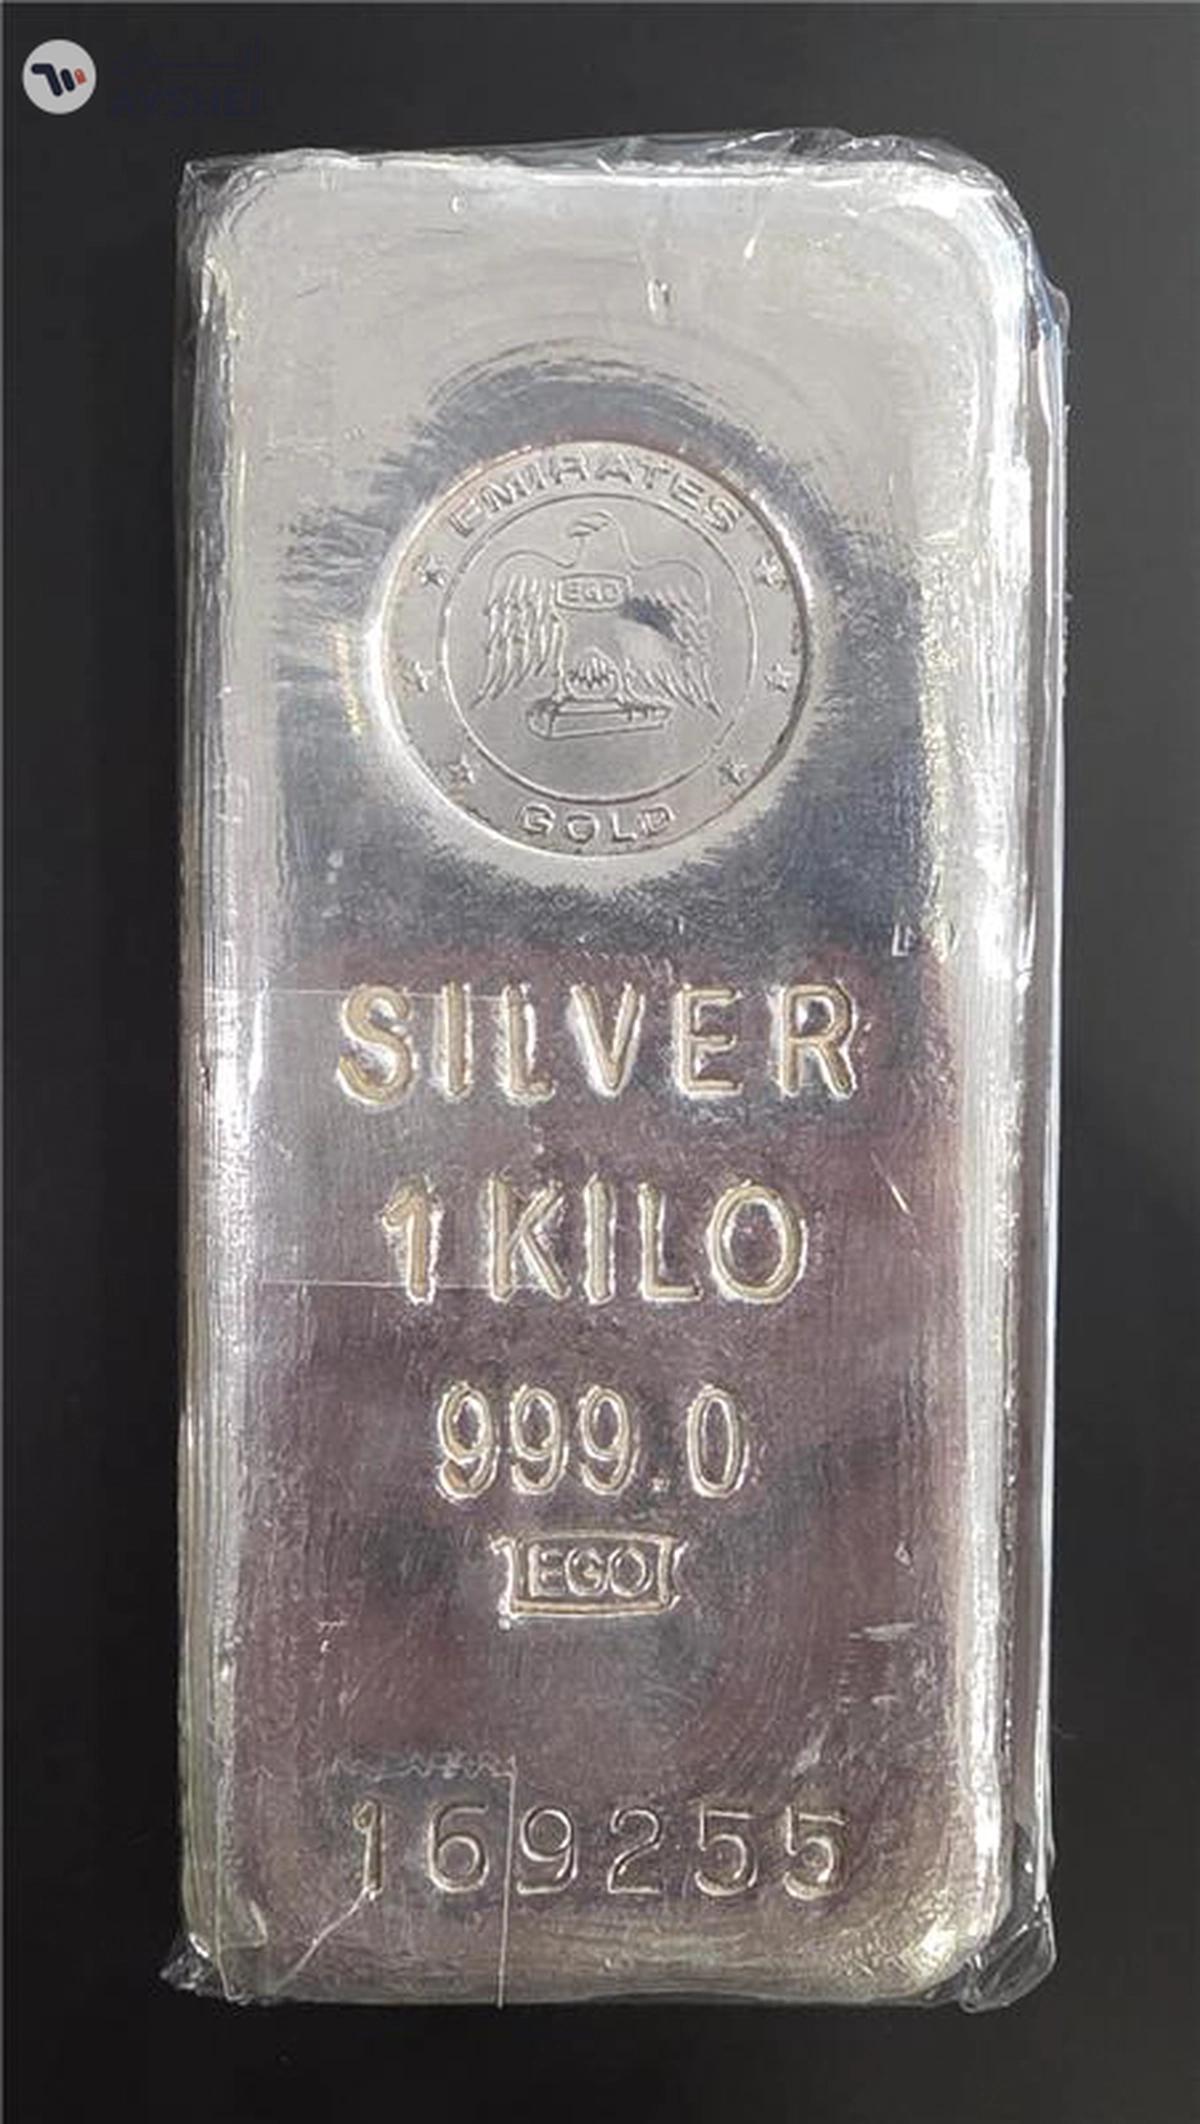 EMIRATES
EGO
GOLD
SILVER
1 KILO
999.0
EGO
169255